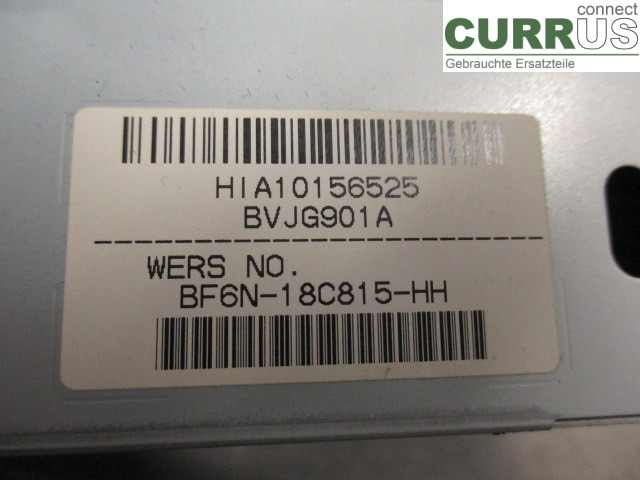 connect
CURRUS
Gebrauchte Ersatzteile
HIA10156525
BVJG901A
WERS NO.
BF6N-18C815-HH